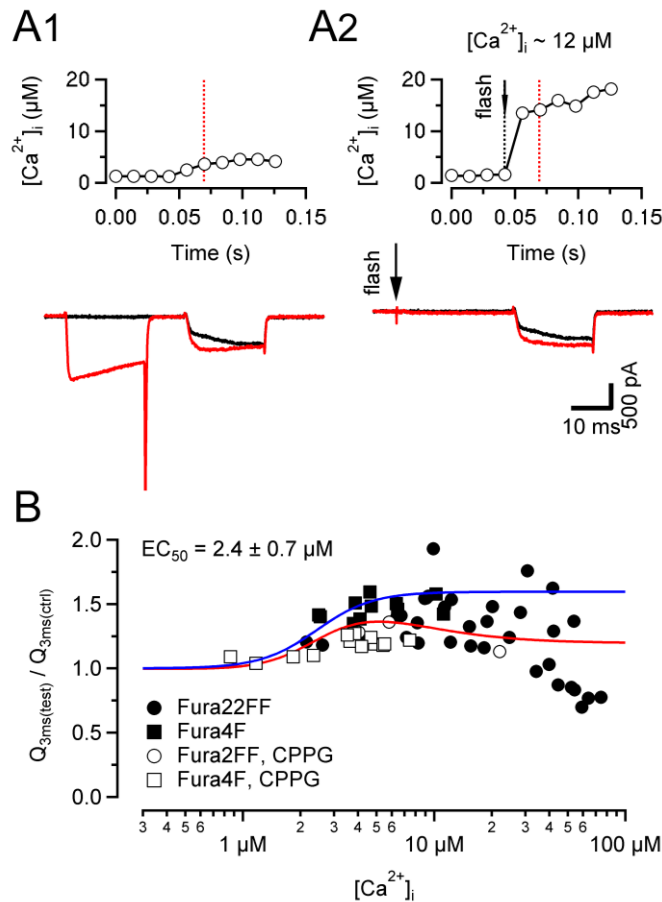 A1
A2
[Ca²⁺]ᵢ ~ 12 µM
20
15
10
5
0
[Ca²⁺]ᵢ (µM)
0.00
0.05
0.10
0.15
Time (s)
20
15
10
5
0
[Ca²⁺]ᵢ (µM)
flash
0.00
0.05
0.10
0.15
Time (s)
flash
500 pA
10 ms
B
EC₅₀ = 2.4 ± 0.7 µM
2.0
1.5
1.0
0.5
0.0
Q₃ₘₛ(test) / Q₃ₘₛ(ctrl)
Fura22FF
Fura4F
Fura2FF, CPPG
Fura4F, CPPG
3 4 5 6 2 3 4 5 6 2 3 4 5 6
1 µM 10 µM 100 µM
[Ca²⁺]ᵢ